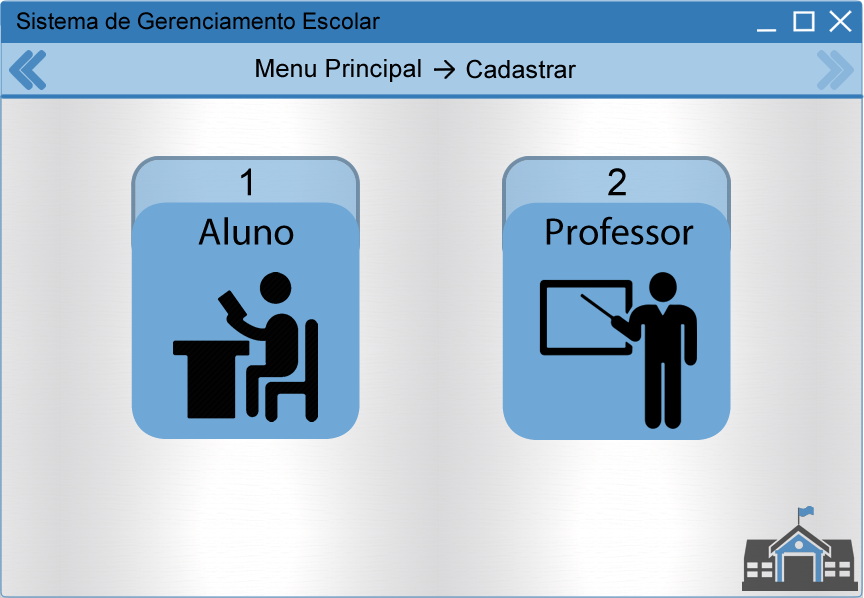 Sistema de Gerenciamento Escolar
Menu Principal → Cadastrar
1
Aluno
2
Professor